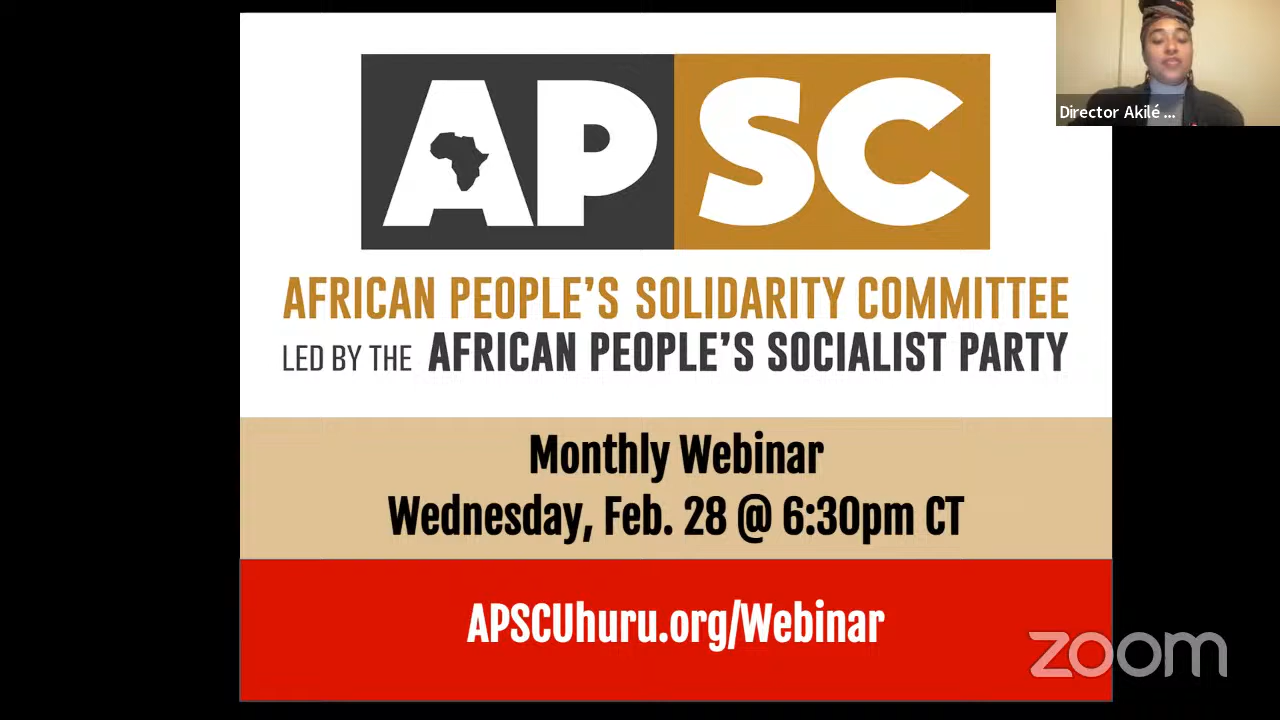 APSC
Director Akilé ...
AFRICAN PEOPLE'S SOLIDARITY COMMITTEE
LED BY THE AFRICAN PEOPLE'S SOCIALIST PARTY
Monthly Webinar
Wednesday, Feb. 28 @ 6:30pm CT
APSCUhuru.org/Webinar
zoom